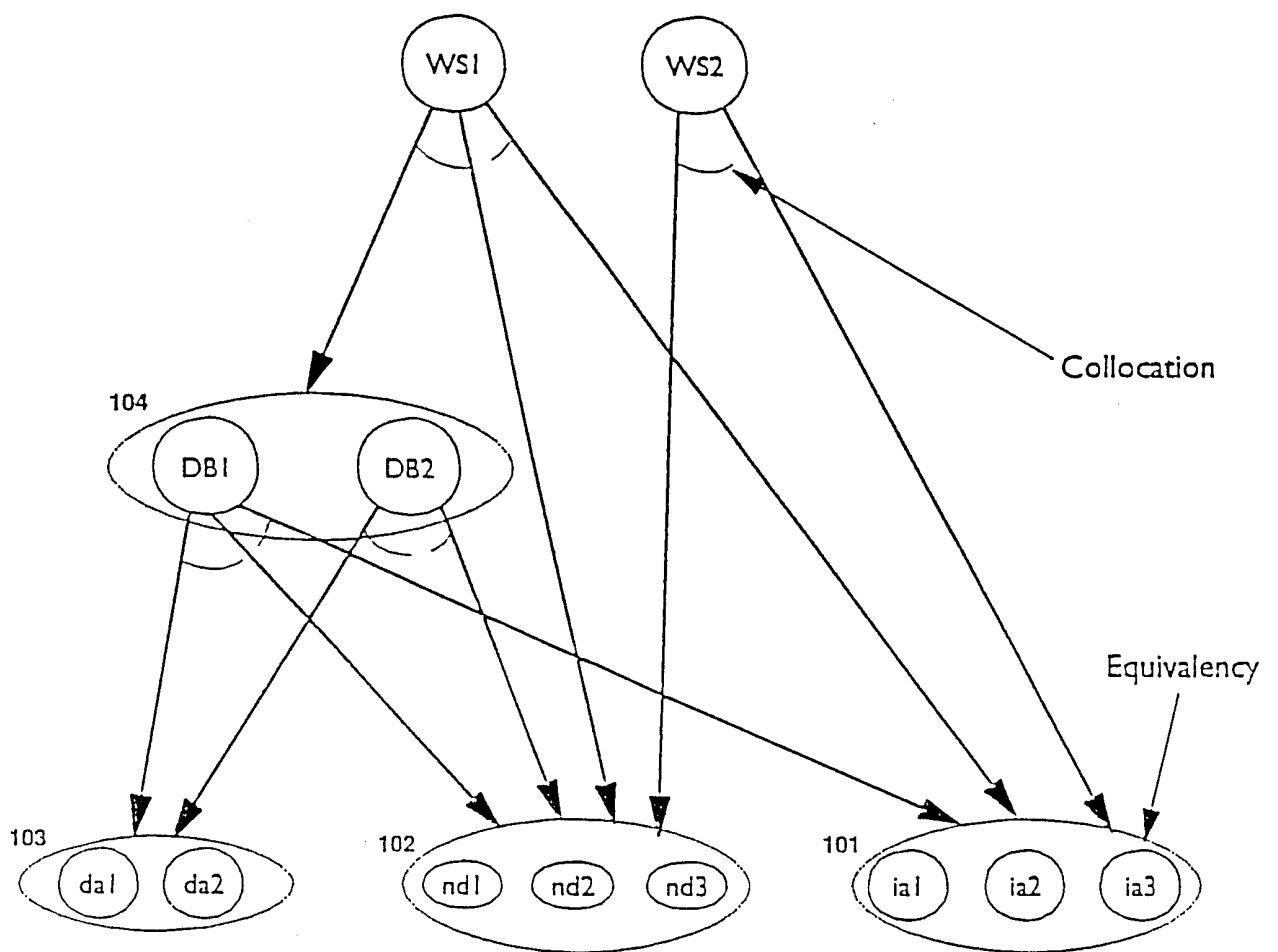 WS1
WS2
Collocation
104
DB1
DB2
Equivalency
103
102
101
da1
da2
nd1
nd2
nd3
ia1
ia2
ia3